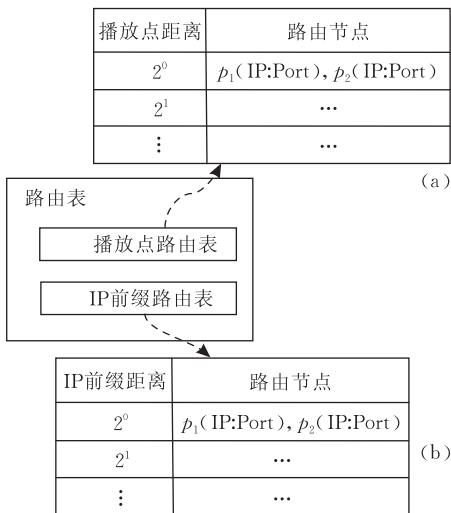 播放点距离 路由节点
2⁰ p₁(IP:Port), p₂(IP:Port)
2¹ …
⋮ …
(a)
路由表
播放点路由表
IP前缀路由表
IP前缀距离 路由节点
2⁰ p₁(IP:Port), p₂(IP:Port)
2¹ …
(b)
⋮ …